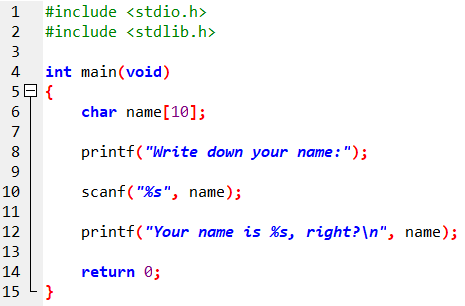 1 #include <stdio.h>
2 #include <stdlib.h>
3
4 int main(void)
5 {
6 char name[10];
7
8 printf("Write down your name:");
9
10 scanf("%s", name);
11
12 printf("Your name is %s, right?\n", name);
13
14 return 0;
15 }